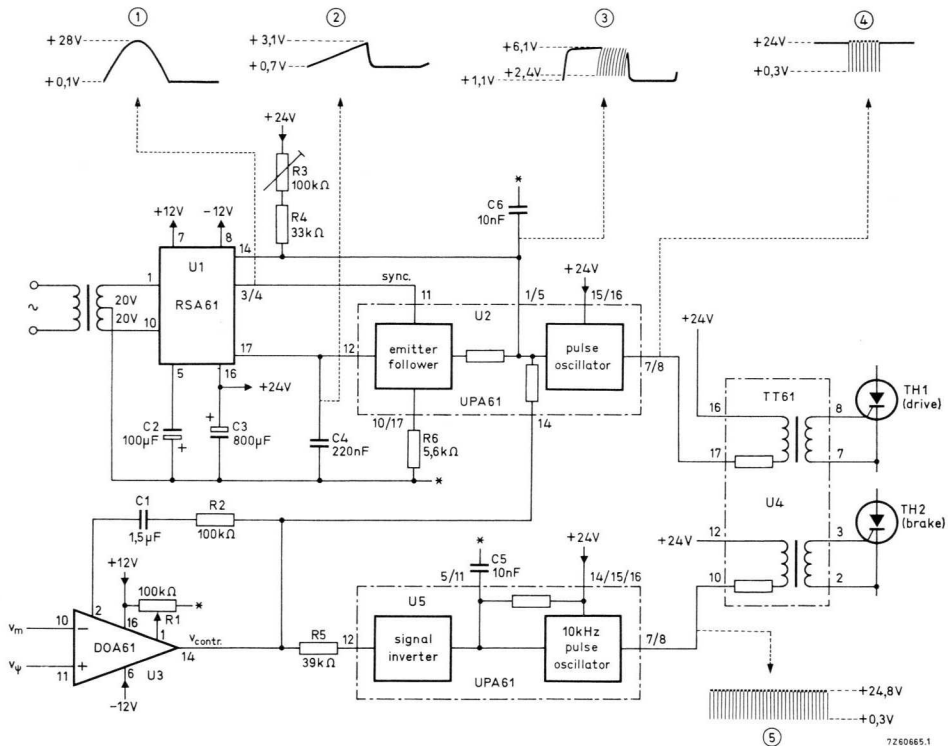 1
2
3
4
+28V
+0,1V
+3,1V
+0,7V
+6,1V
+2,4V
+1,1V
+24V
+0,3V
+24V
R3
100kΩ
R4
33kΩ
*
C6
10nF
+12V
-12V
7
8
14
1
U1
RSA61
3/4
sync.
20V
20V
~
10
17
5
16
+24V
C2
100µF
+
+
C3
800µF
C4
220nF
11
12
emitter
follower
10/17
R6
5,6kΩ
*
U2
UPA61
1/5
+24V
15/16
pulse
oscillator
7/8
14
+24V
16
17
TT61
8
7
TH1
(drive)
U4
+24V
12
10
3
2
TH2
(brake)
C1
1,5µF
R2
100kΩ
+12V
100kΩ
*
R1
2
16
1
10
11
vm
vψ
−
+
DOA61
6
U3
-12V
14
vcontr.
R5
39kΩ
12
U5
signal
inverter
UPA61
*
C5
10nF
5/11
+24V
14/15/16
10kHz
pulse
oscillator
7/8
+24,8V
+0,3V
5
7Z60665.1